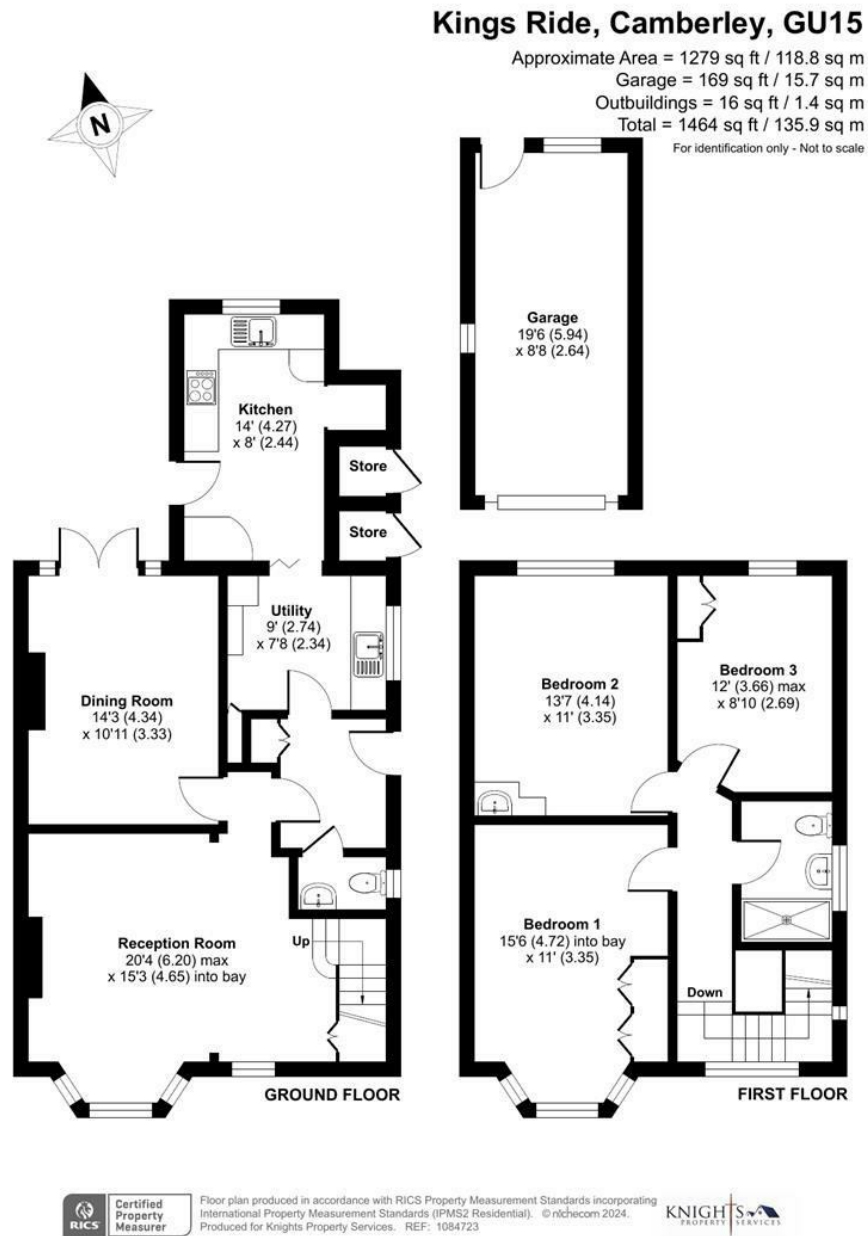 Kings Ride, Camberley, GU15
Approximate Area = 1279 sq ft / 118.8 sq m
Garage = 169 sq ft / 15.7 sq m
Outbuildings = 16 sq ft / 1.4 sq m
Total = 1464 sq ft / 135.9 sq m
For identification only - Not to scale
N
Garage
19'6 (5.94)
x 8'8 (2.64)
Kitchen
14' (4.27)
x 8' (2.44)
Store
Store
Utility
9' (2.74)
x 7'8 (2.34)
Dining Room
14'3 (4.34)
x 10'11 (3.33)
Reception Room
20'4 (6.20) max
x 15'3 (4.65) into bay
Up
GROUND FLOOR
Bedroom 2
13'7 (4.14)
x 11' (3.35)
Bedroom 3
12' (3.66) max
x 8'10 (2.69)
Bedroom 1
15'6 (4.72) into bay
x 11' (3.35)
Down
FIRST FLOOR
RICS
Certified
Property
Measurer
Floor plan produced in accordance with RICS Property Measurement Standards incorporating
International Property Measurement Standards (IPMS2 Residential). © nichecom 2024.
Produced for Knights Property Services. REF: 1084723
KNIGHTS
PROPERTY SERVICES